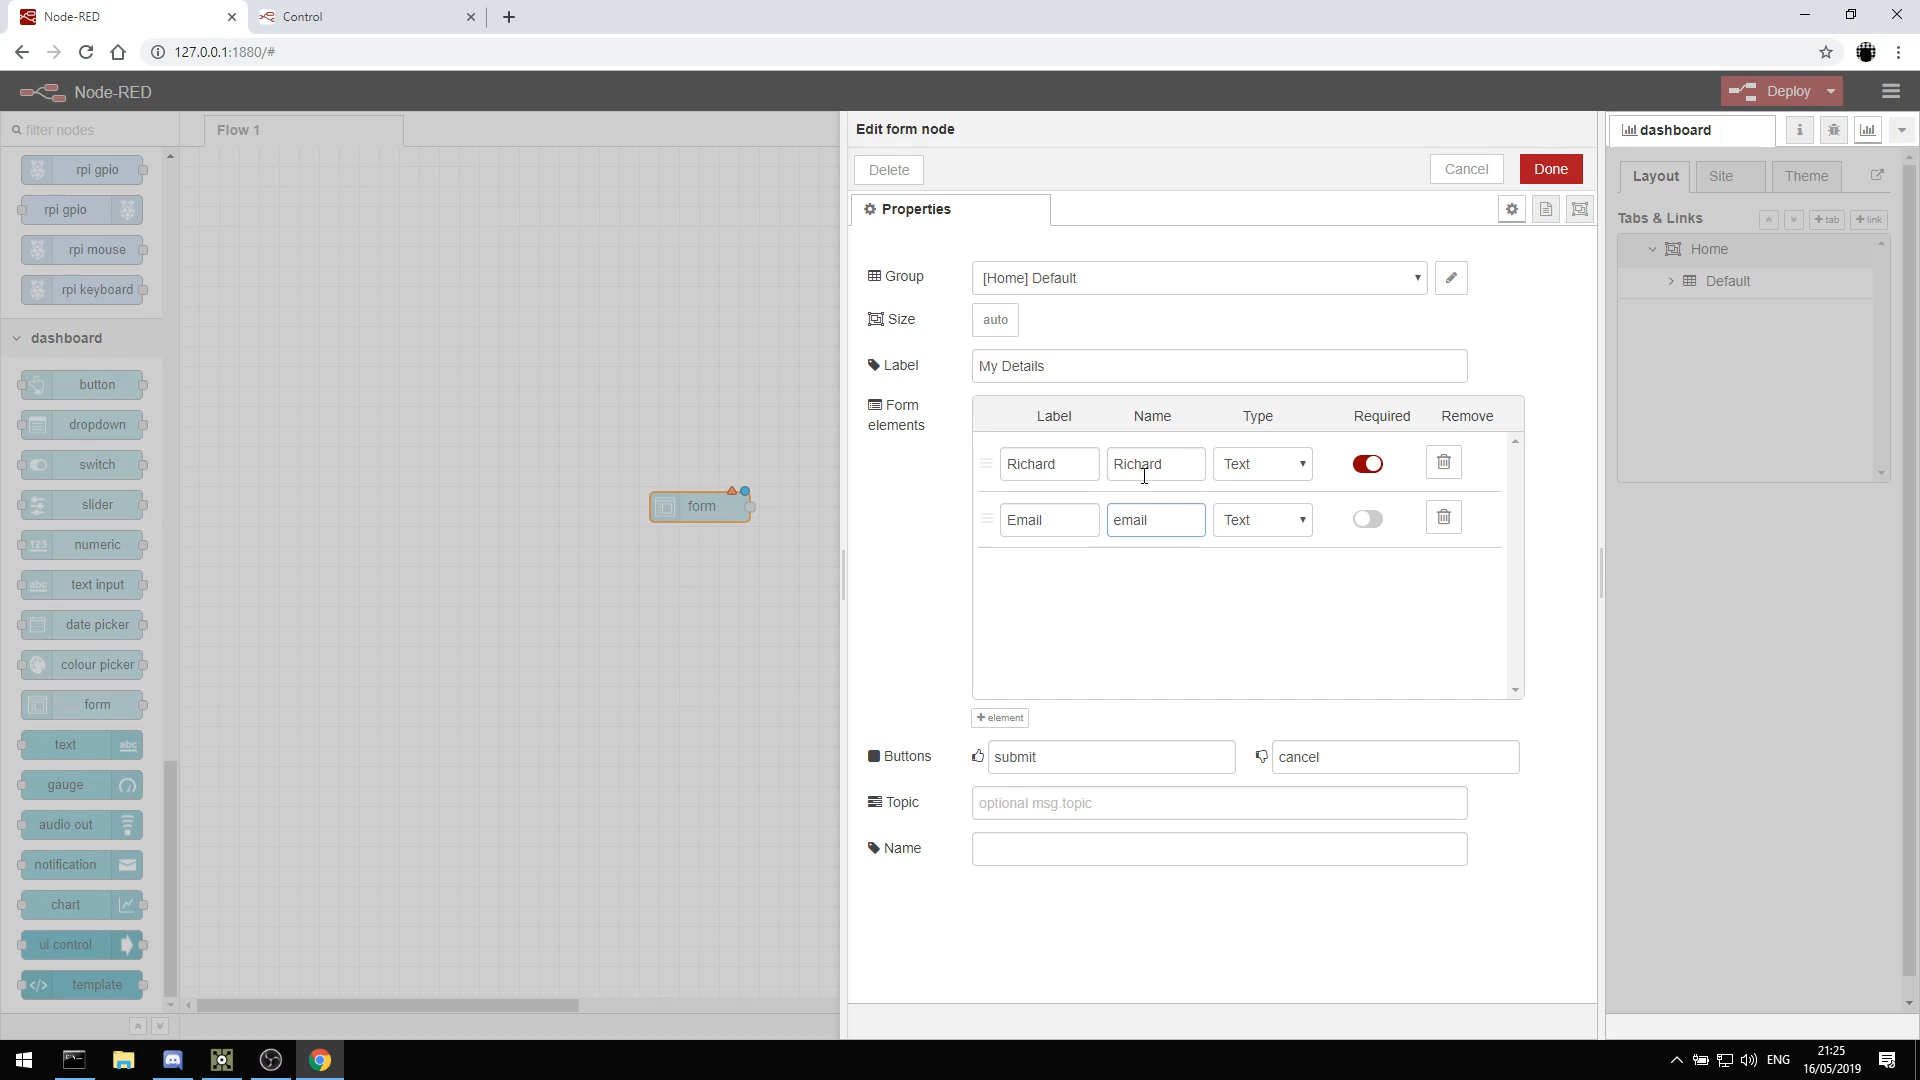 Node-RED
Control
127.0.0.1:1880/#
Node-RED
Deploy
filter nodes
Flow 1
Edit form node
dashboard
Delete
Cancel
Done
Layout
Site
Theme
Properties
Tabs & Links
tab
link
Home
Default
rpi gpio
rpi gpio
rpi mouse
rpi keyboard
dashboard
button
dropdown
switch
slider
123 numeric
abc text input
date picker
colour picker
form
text abc
gauge
audio out
notification
chart
ui control
</> template
form
Group
[Home] Default
Size
auto
Label
My Details
Form elements
Label Name Type Required Remove
Richard Richard Text
Email email Text
element
Buttons
submit
cancel
Topic
optional msg.topic
Name
ENG
21:25
16/05/2019